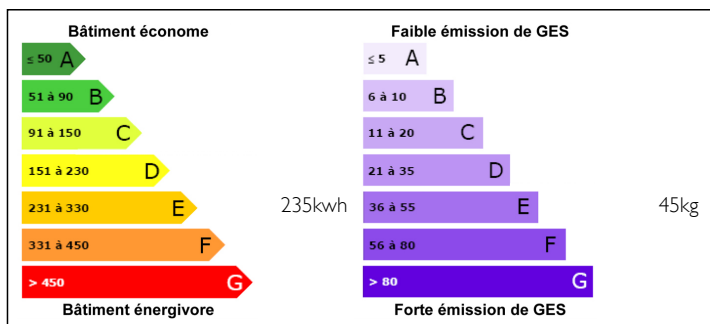 Bâtiment économe
≤ 50 A
51 à 90 B
91 à 150 C
151 à 230 D
231 à 330 E
235kwh
331 à 450 F
> 450 G
Bâtiment énergivore
Faible émission de GES
≤ 5 A
6 à 10 B
11 à 20 C
21 à 35 D
36 à 55 E
45kg
56 à 80 F
> 80 G
Forte émission de GES